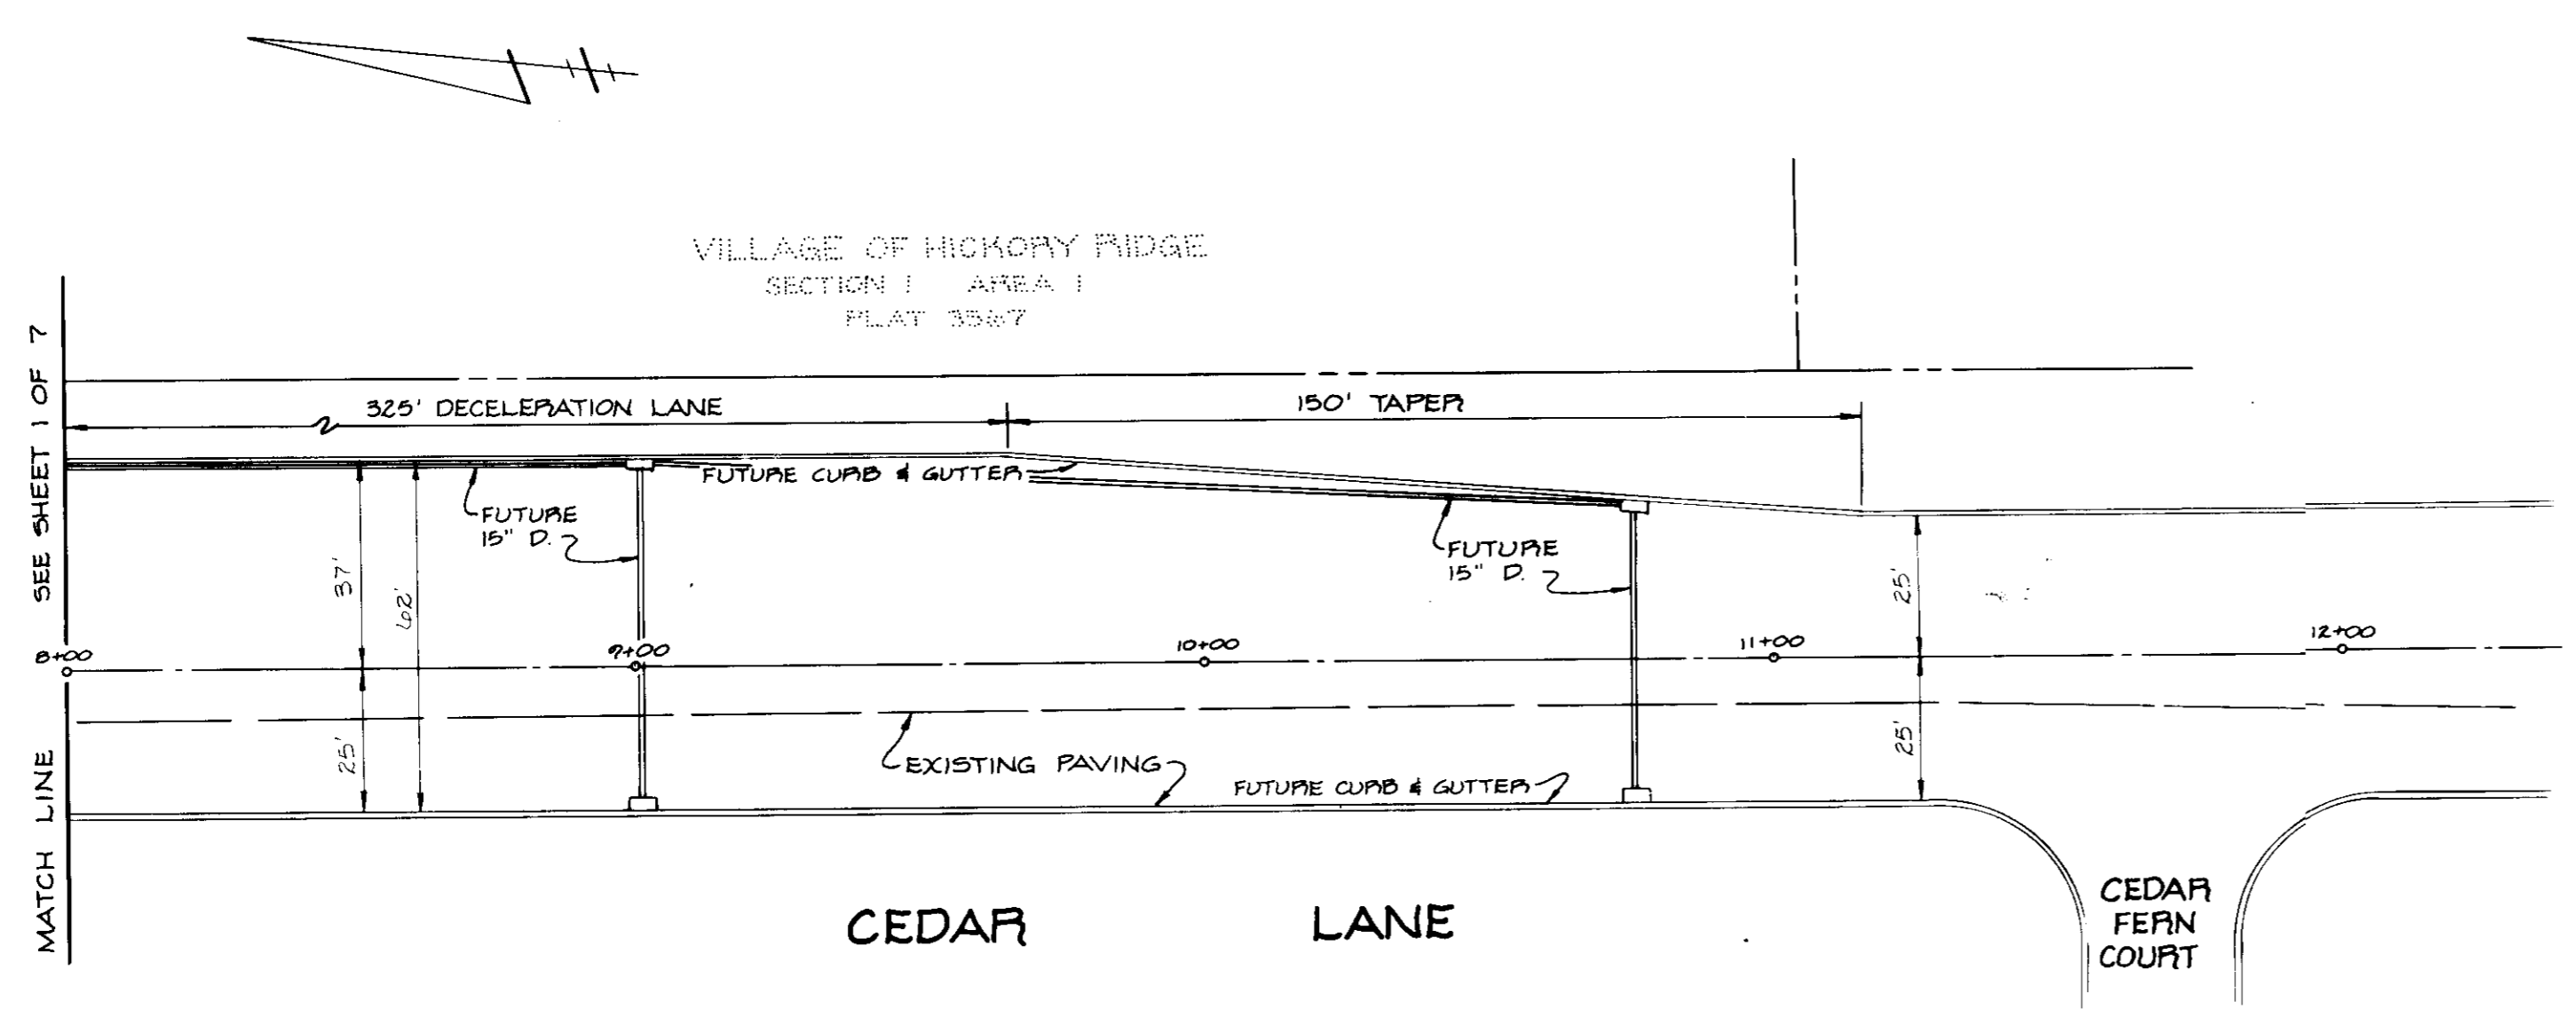 VILLAGE OF HICKORY RIDGE
SECTION 1 AREA 1
PLAT 3567
MATCH LINE SEE SHEET 1 OF 7
325' DECELERATION LANE
150' TAPER
FUTURE CURB & GUTTER
FUTURE
15" D.
FUTURE
15" D.
37'
62'
25'
25'
25'
8+00
9+00
10+00
11+00
12+00
EXISTING PAVING
FUTURE CURB & GUTTER
CEDAR LANE
CEDAR
FERN
COURT